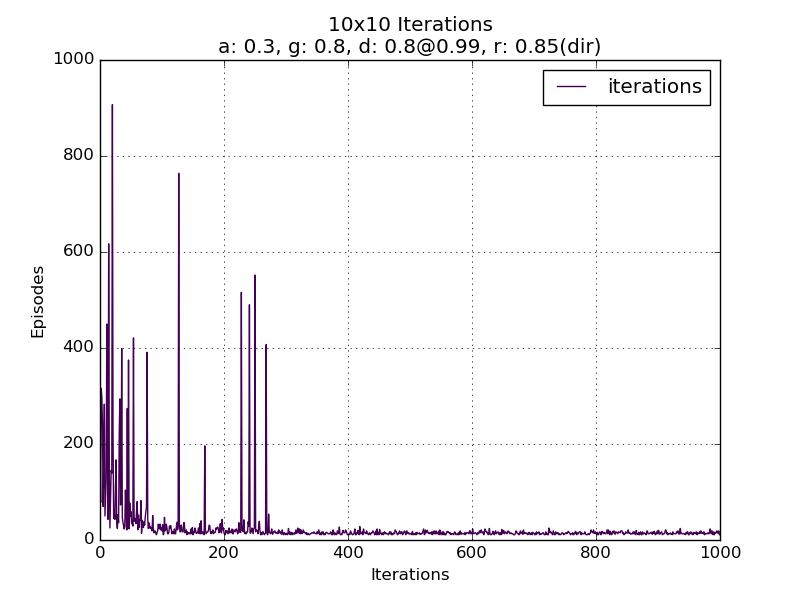 10x10 Iterations
a: 0.3, g: 0.8, d: 0.8@0.99, r: 0.85(dir)
1000
iterations
800
600
Episodes
400
200
0
0 200 400 600 800 1000
Iterations